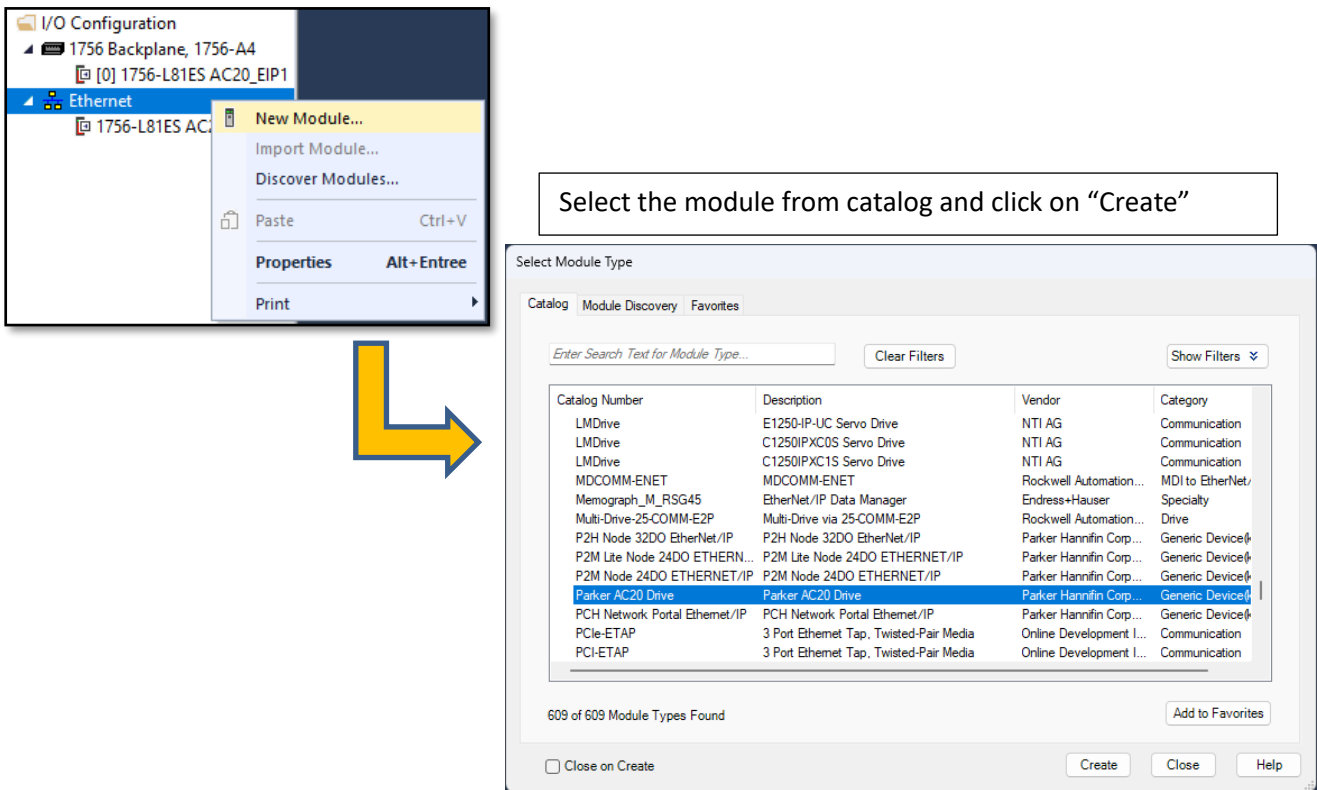 I/O Configuration
1756 Backplane, 1756-A4
[0] 1756-L81ES AC20_EIP1
Ethernet
1756-L81ES AC2
New Module...
Import Module...
Discover Modules...
Paste Ctrl+V
Properties Alt+Entree
Print
Select the module from catalog and click on “Create”
Select Module Type
Catalog Module Discovery Favorites
Enter Search Text for Module Type... Clear Filters Show Filters
Catalog Number Description Vendor Category
LMDrive E1250-IP-UC Servo Drive NTI AG Communication
LMDrive C1250IPXC0S Servo Drive NTI AG Communication
LMDrive C1250IPXC1S Servo Drive NTI AG Communication
MDCOMM-ENET MDCOMM-ENET Rockwell Automation... MDI to EtherNet/
Memograph_M_RSG45 EtherNet/IP Data Manager Endress+Hauser Specialty
Multi-Drive-25-COMM-E2P Multi-Drive via 25-COMM-E2P Rockwell Automation... Drive
P2H Node 32DO EtherNet/IP P2H Node 32DO EtherNet/IP Parker Hannifin Corp... Generic Device(
P2M Lite Node 24DO ETHERN... P2M Lite Node 24DO ETHERNET/IP Parker Hannifin Corp... Generic Device(
P2M Node 24DO ETHERNET/IP P2M Node 24DO ETHERNET/IP Parker Hannifin Corp... Generic Device(
Parker AC20 Drive Parker AC20 Drive Parker Hannifin Corp... Generic Device(
PCH Network Portal Ethernet/IP PCH Network Portal Ethernet/IP Parker Hannifin Corp... Generic Device(
PCIe-ETAP 3 Port Ethernet Tap, Twisted-Pair Media Online Development I... Communication
PCI-ETAP 3 Port Ethernet Tap, Twisted-Pair Media Online Development I... Communication
609 of 609 Module Types Found Add to Favorites
Close on Create Create Close Help